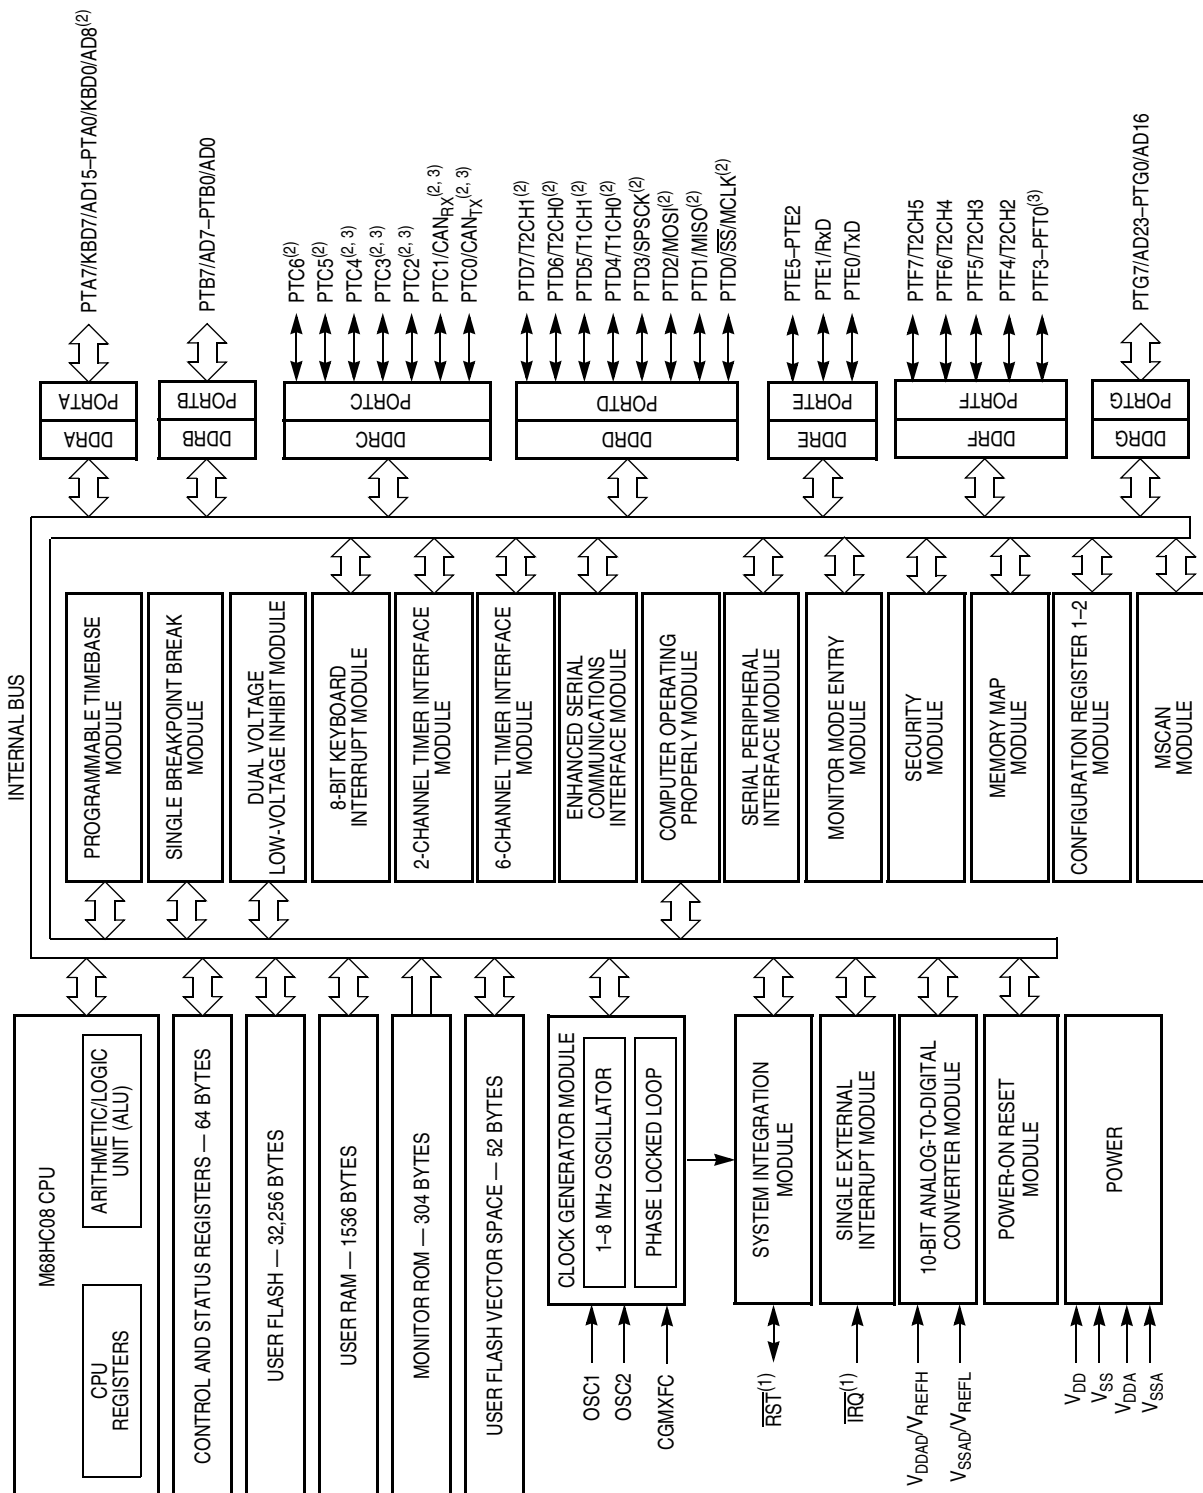 INTERNAL BUS
M68HC08 CPU
CPU
REGISTERS
ARITHMETIC/LOGIC
UNIT (ALU)
CONTROL AND STATUS REGISTERS — 64 BYTES
USER FLASH — 32,256 BYTES
USER RAM — 1536 BYTES
MONITOR ROM — 304 BYTES
USER FLASH VECTOR SPACE — 52 BYTES
CLOCK GENERATOR MODULE
1–8 MHz OSCILLATOR
PHASE LOCKED LOOP
OSC1
OSC2
CGMXFC
SYSTEM INTEGRATION
MODULE
RST(1)
SINGLE EXTERNAL
INTERRUPT MODULE
IRQ(1)
10-BIT ANALOG-TO-DIGITAL
CONVERTER MODULE
VDDAD/VREFH
VSSAD/VREFL
POWER-ON RESET
MODULE
POWER
VDD
VSS
VDDA
VSSA
PROGRAMMABLE TIMEBASE
MODULE
SINGLE BREAKPOINT BREAK
MODULE
DUAL VOLTAGE
LOW-VOLTAGE INHIBIT MODULE
8-BIT KEYBOARD
INTERRUPT MODULE
2-CHANNEL TIMER INTERFACE
MODULE
6-CHANNEL TIMER INTERFACE
MODULE
ENHANCED SERIAL
COMMUNICATIONS
INTERFACE MODULE
COMPUTER OPERATING
PROPERLY MODULE
SERIAL PERIPHERAL
INTERFACE MODULE
MONITOR MODE ENTRY
MODULE
SECURITY
MODULE
MEMORY MAP
MODULE
CONFIGURATION REGISTER 1–2
MODULE
MSCAN
MODULE
DDRA
PORTA
PTA7/KBD7/AD15–PTA0/KBD0/AD8(2)
DDRB
PORTB
PTB7/AD7–PTB0/AD0
DDRC
PORTC
PTC6(2)
PTC5(2)
PTC4(2, 3)
PTC3(2, 3)
PTC2(2, 3)
PTC1/CANRX(2, 3)
PTC0/CANTX(2, 3)
DDRD
PORTD
PTD7/T2CH1(2)
PTD6/T2CH0(2)
PTD5/T1CH1(2)
PTD4/T1CH0(2)
PTD3/SPSCK(2)
PTD2/MOSI(2)
PTD1/MISO(2)
PTD0/SS/MCLK(2)
DDRE
PORTE
PTE5–PTE2
PTE1/RxD
PTE0/TxD
DDRF
PORTF
PTF7/T2CH5
PTF6/T2CH4
PTF5/T2CH3
PTF4/T2CH2
PTF3–PFT0(3)
DDRG
PORTG
PTG7/AD23–PTG0/AD16